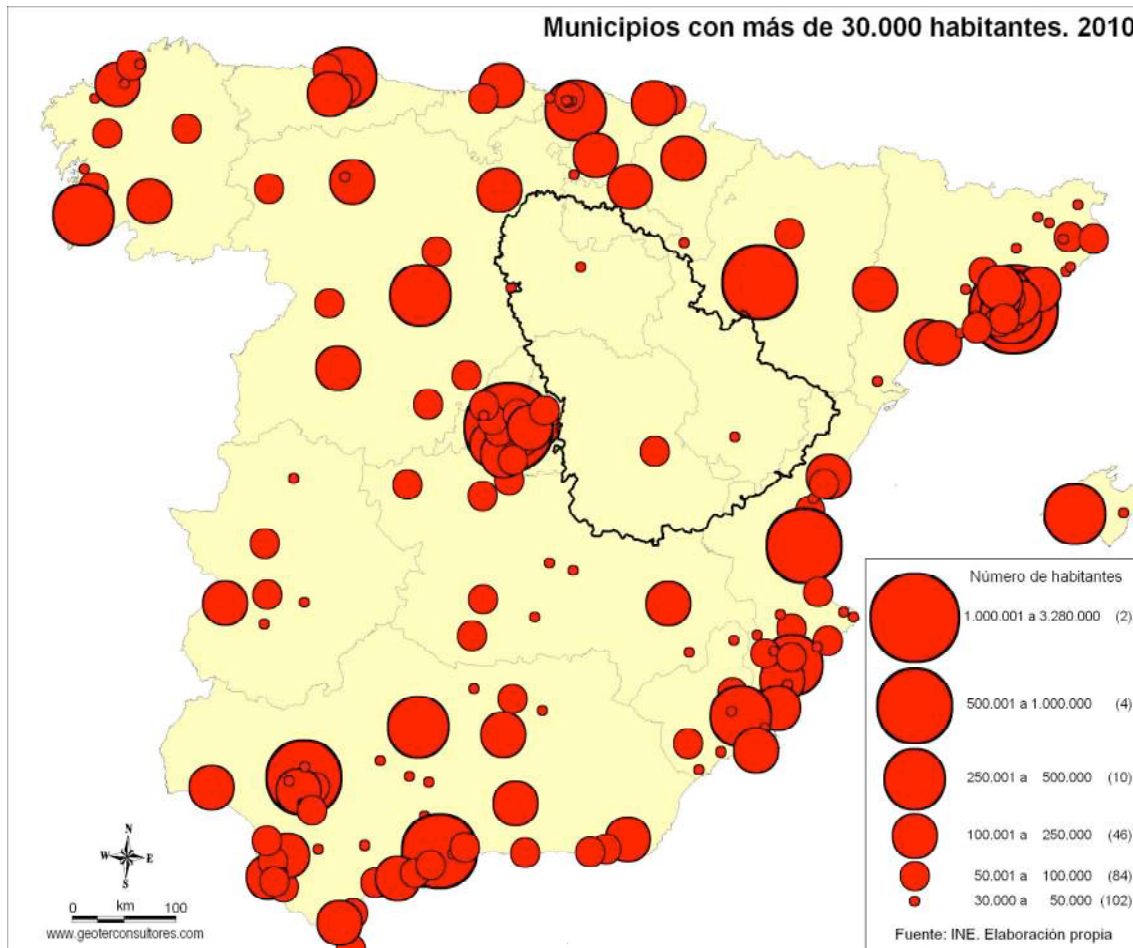 Municipios con más de 30.000 habitantes. 2010
Número de habitantes
1.000.001 a 3.280.000 (2)
500.001 a 1.000.000 (4)
250.001 a 500.000 (10)
100.001 a 250.000 (46)
50.001 a 100.000 (84)
30.000 a 50.000 (102)
Fuente: INE. Elaboración propia
N
W E
S
km
0 100
www.geoterconsultores.com